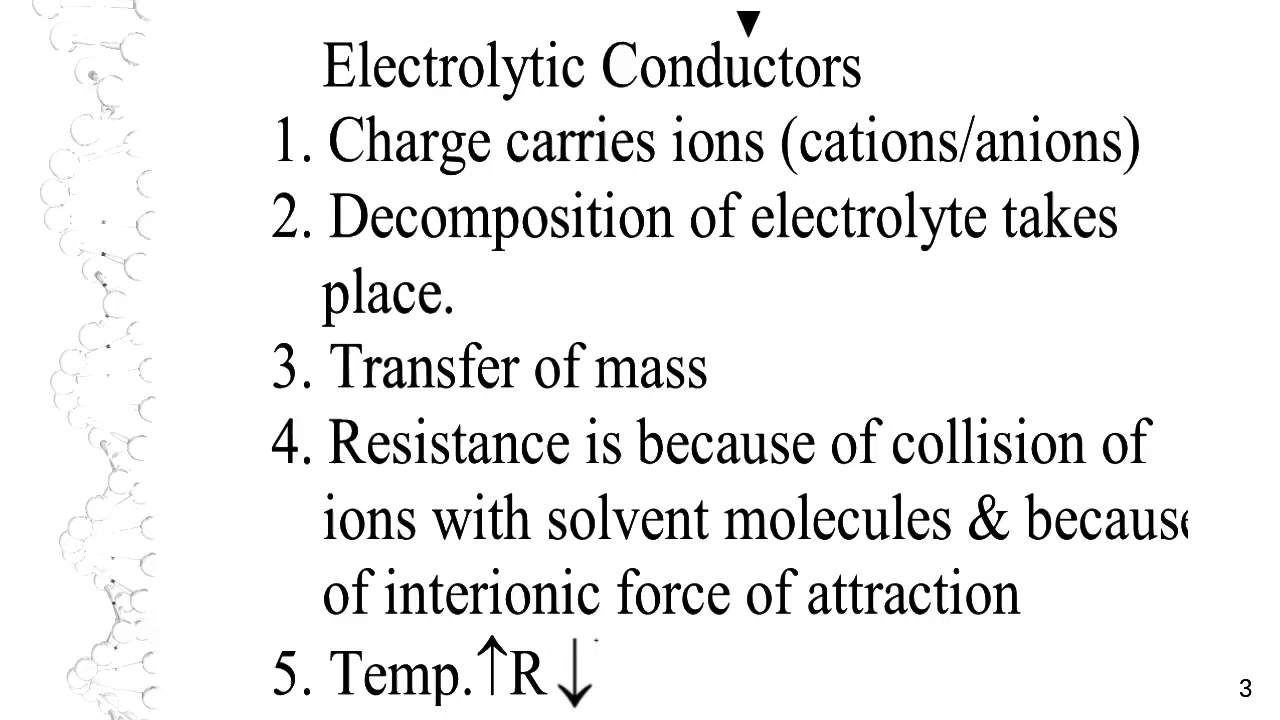 Electrolytic Conductors
1. Charge carries ions (cations/anions)
2. Decomposition of electrolyte takes
place.
3. Transfer of mass
4. Resistance is because of collision of
ions with solvent molecules & because
of interionic force of attraction
5. Temp.↑R↓
3